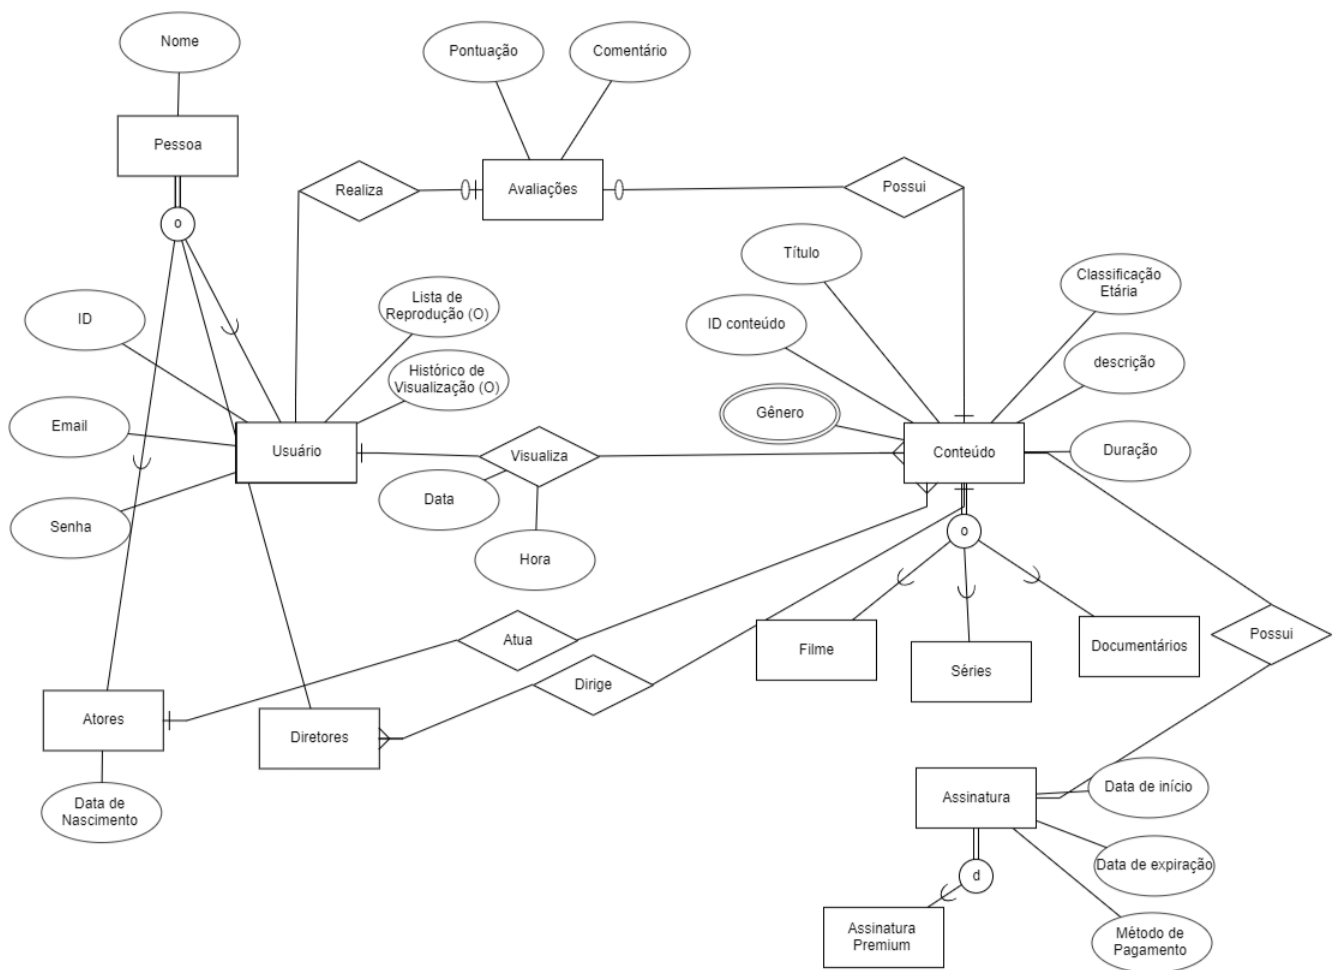 Nome
Pontuação
Comentário
Pessoa
Realiza
Avaliações
Possui
o
Título
Classificação
Etária
ID
Lista de
Reprodução (O)
ID conteúdo
descrição
Histórico de
Visualização (O)
Gênero
Email
Usuário
Visualiza
Conteúdo
Duração
Data
Senha
o
Hora
Atua
Filme
Séries
Documentários
Possui
Dirige
Atores
Diretores
Data de
Nascimento
Assinatura
Data de início
Data de expiração
d
Assinatura
Premium
Método de
Pagamento